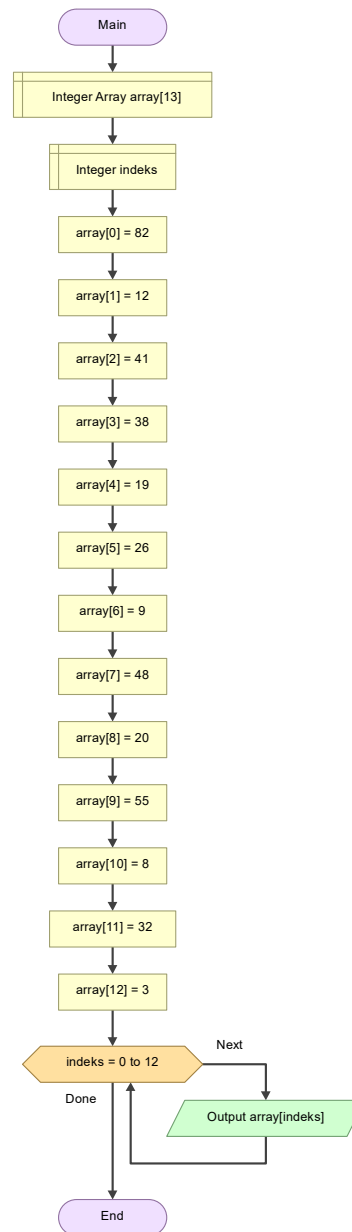 Main
Integer Array array[13]
Integer indeks
array[0] = 82
array[1] = 12
array[2] = 41
array[3] = 38
array[4] = 19
array[5] = 26
array[6] = 9
array[7] = 48
array[8] = 20
array[9] = 55
array[10] = 8
array[11] = 32
array[12] = 3
indeks = 0 to 12
Next
Done
Output array[indeks]
End